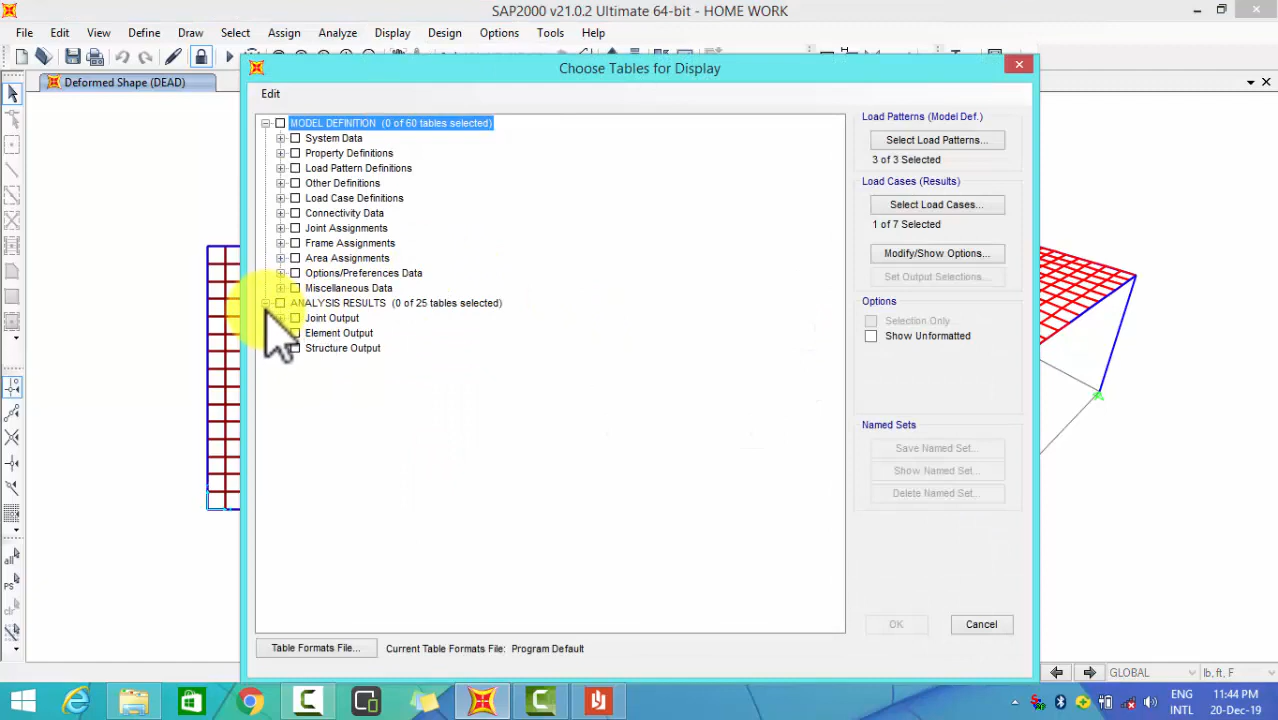 SAP2000 v21.0.2 Ultimate 64-bit - HOME WORK
File Edit View Define Draw Select Assign Analyze Display Design Options Tools Help
Deformed Shape (DEAD)
Choose Tables for Display
Edit
MODEL DEFINITION (0 of 60 tables selected)
System Data
Property Definitions
Load Pattern Definitions
Other Definitions
Load Case Definitions
Connectivity Data
Joint Assignments
Frame Assignments
Area Assignments
Options/Preferences Data
Miscellaneous Data
ANALYSIS RESULTS (0 of 25 tables selected)
Joint Output
Element Output
Structure Output
Load Patterns (Model Def.)
Select Load Patterns...
3 of 3 Selected
Load Cases (Results)
Select Load Cases...
1 of 7 Selected
Modify/Show Options...
Set Output Selections...
Options
Selection Only
Show Unformatted
Named Sets
Save Named Set...
Show Named Set...
Delete Named Set...
OK Cancel
Table Formats File... Current Table Formats File: Program Default
all
PS
clr
GLOBAL lb, ft, F
ENG 11:44 PM
INTL 20-Dec-19